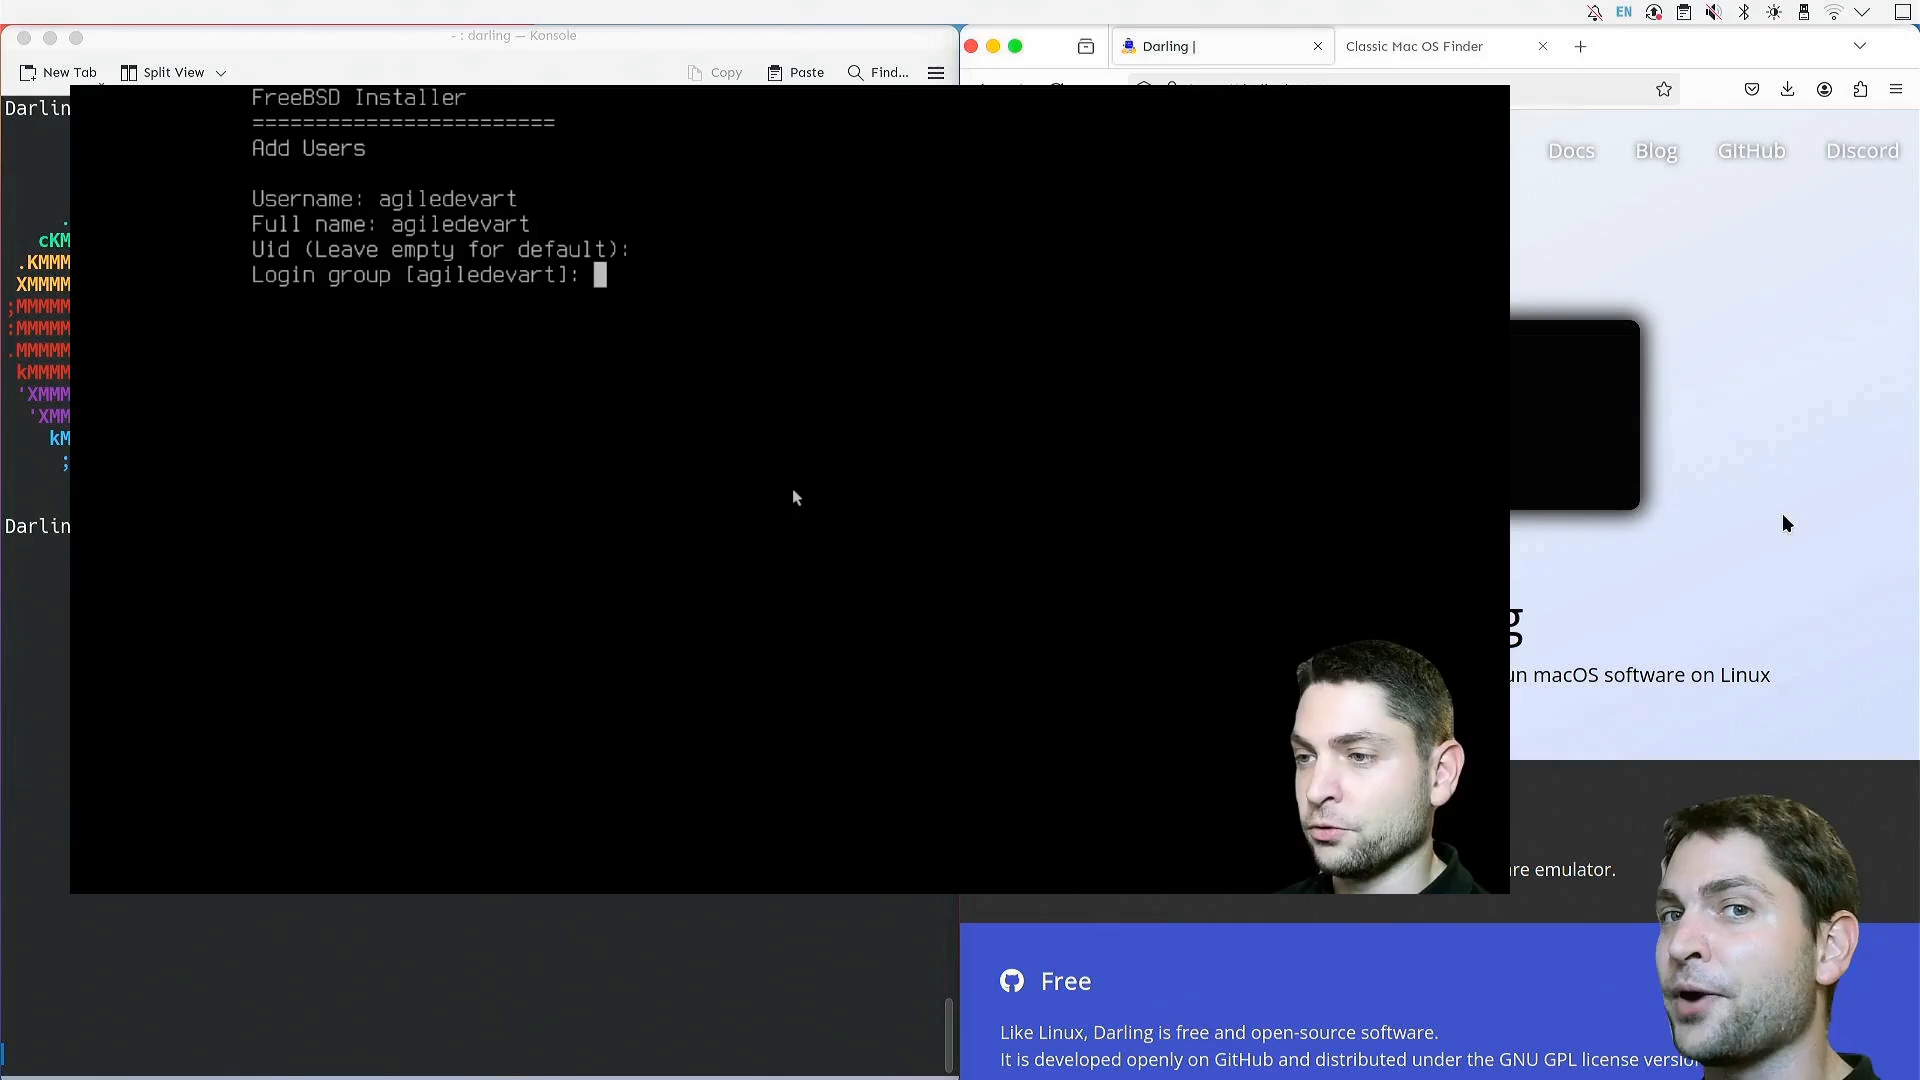 EN
- : darling — Konsole
New Tab
Split View
Copy
Paste
Find...
Darling |
Classic Mac OS Finder
Darlin
cKM
.KMMM
XMMMM
;MMMMM
:MMMMM
.MMMMM
kMMMM
'XMMM
'XMM
kM
;
Darlin
FreeBSD Installer
========================
Add Users
Username: agiledevart
Full name: agiledevart
Uid (Leave empty for default):
Login group [agiledevart]:
Docs
Blog
GitHub
Discord
g
un macOS software on Linux
re emulator.
Free
Like Linux, Darling is free and open-source software.
It is developed openly on GitHub and distributed under the GNU GPL license versio